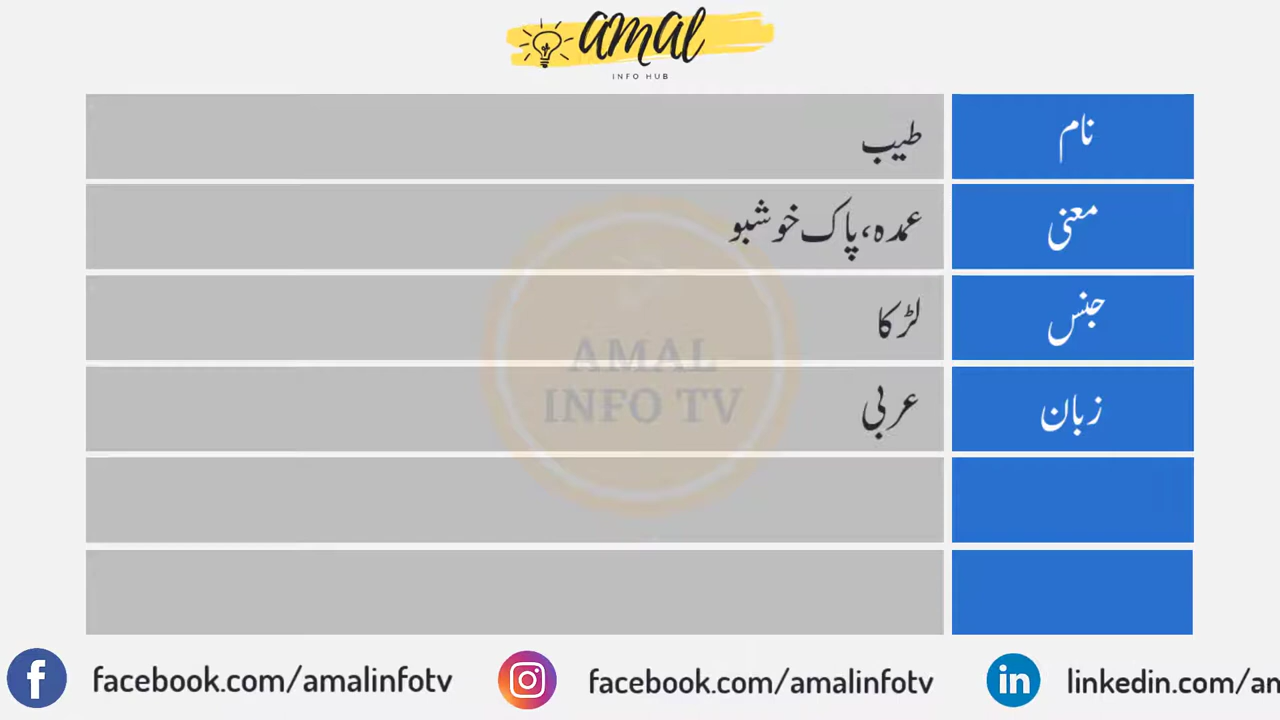 amal
INFO HUB
نام طیب
معنی عمدہ، پاک خوشبو
جنس لڑکا
زبان عربی
AMAL
INFO TV
facebook.com/amalinfotv facebook.com/amalinfotv linkedin.com/am